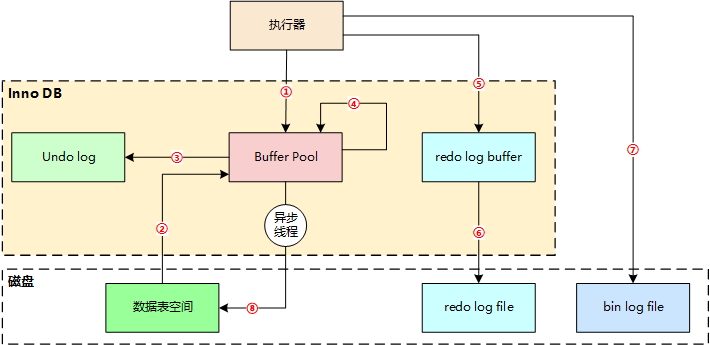 执行器
①
⑤
Inno DB
④
Undo log
③
Buffer Pool
redo log buffer
⑦
②
异步
线程
⑥
磁盘
数据表空间
⑧
redo log file
bin log file